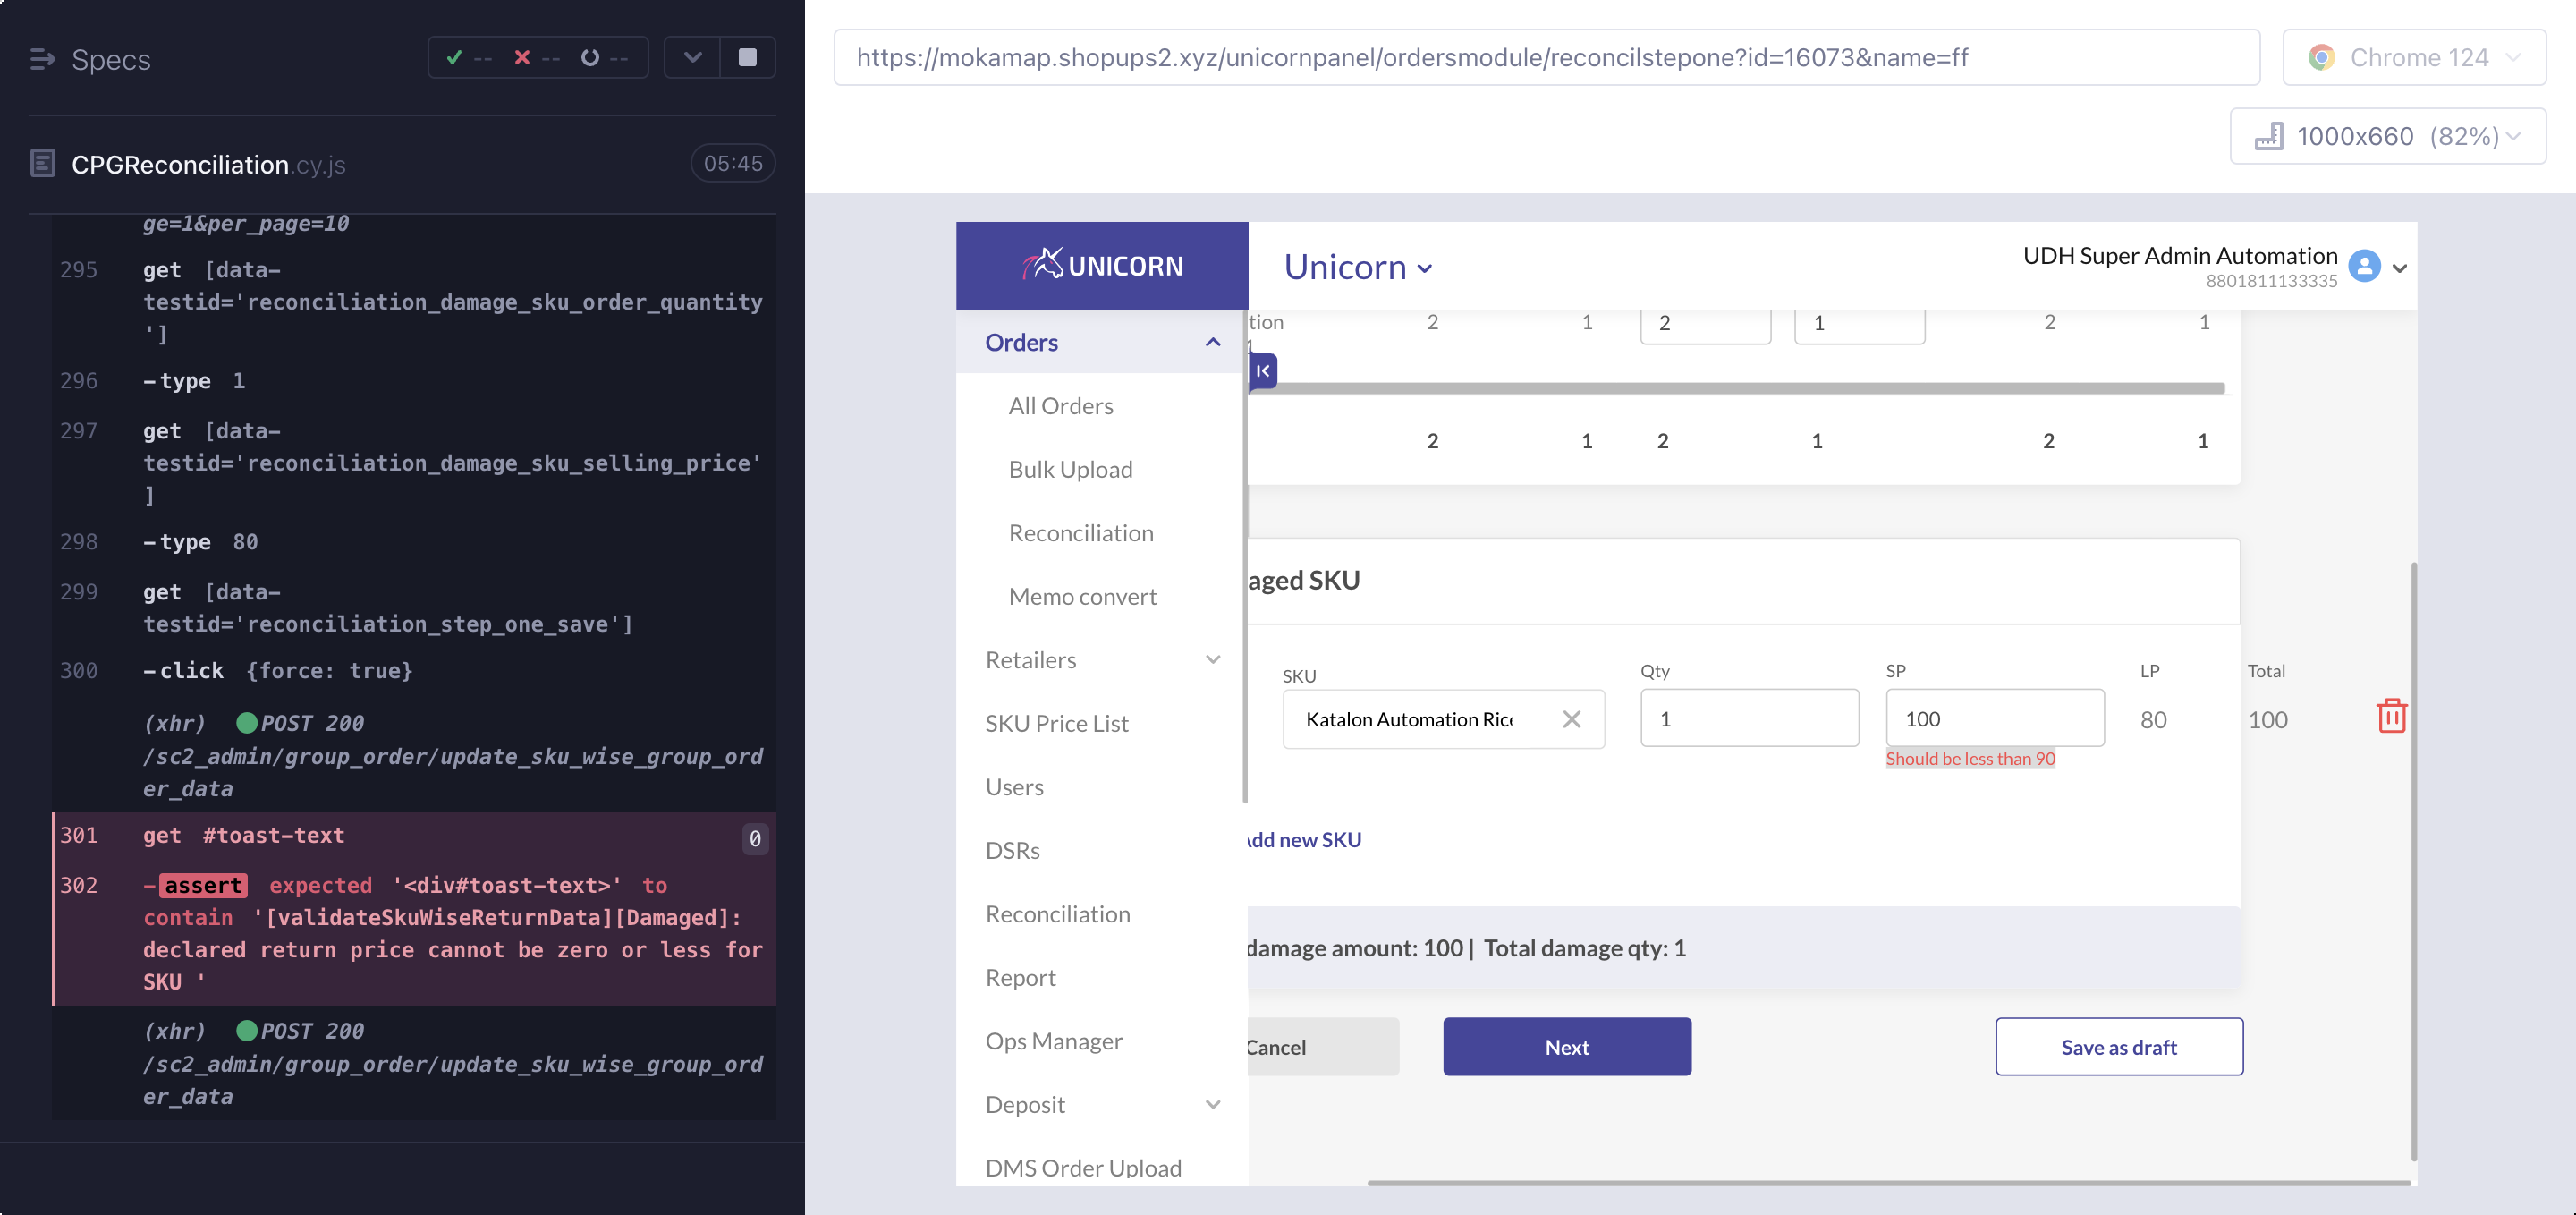 Specs
-- -- --
CPGReconciliation.cy.js
05:45
ge=1&per_page=10
295 get [data-
testid='reconciliation_damage_sku_order_quantity
']
296 -type 1
297 get [data-
testid='reconciliation_damage_sku_selling_price'
]
298 -type 80
299 get [data-
testid='reconciliation_step_one_save']
300 -click {force: true}
(xhr) POST 200
/sc2_admin/group_order/update_sku_wise_group_ord
er_data
301 get #toast-text 0
302 -assert expected '<div#toast-text>' to
contain '[validateSkuWiseReturnData][Damaged]:
declared return price cannot be zero or less for
SKU '
(xhr) POST 200
/sc2_admin/group_order/update_sku_wise_group_ord
er_data
https://mokamap.shopups2.xyz/unicornpanel/ordersmodule/reconcilstepone?id=16073&name=ff
Chrome 124
1000x660 (82%)
UNICORN
Unicorn
UDH Super Admin Automation
8801811133335
Orders
All Orders
Bulk Upload
Reconciliation
Memo convert
Retailers
SKU Price List
Users
DSRs
Reconciliation
Report
Ops Manager
Deposit
DMS Order Upload
tion 2 1 2 1 2 1
2 1 2 1 2 1
aged SKU
SKU Qty SP LP Total
Katalon Automation Ric 1 100 80 100
Should be less than 90
Add new SKU
damage amount: 100 | Total damage qty: 1
Cancel
Next
Save as draft